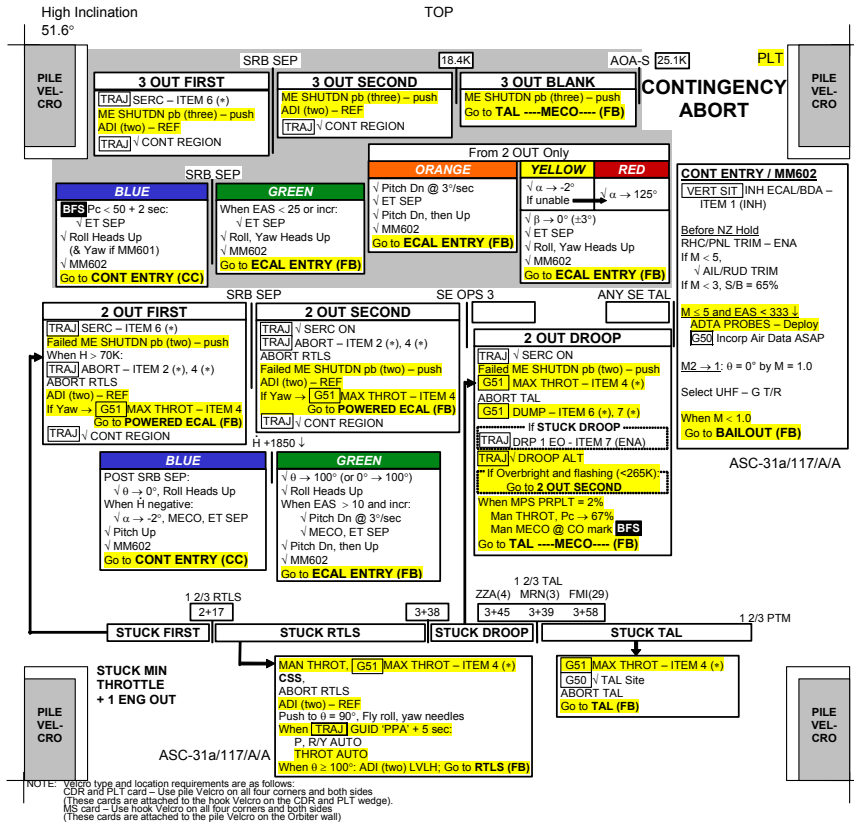 High Inclination
51.6°
TOP
PILE
VEL-
CRO
SRB SEP
18.4K
AOA-S
25.1K
PLT
PILE
VEL-
CRO
CONTINGENCY
ABORT
3 OUT FIRST
TRAJ SERC – ITEM 6 (*)
ME SHUTDN pb (three) – push
ADI (two) – REF
TRAJ √ CONT REGION
3 OUT SECOND
ME SHUTDN pb (three) – push
ADI (two) – REF
TRAJ √ CONT REGION
3 OUT BLANK
ME SHUTDN pb (three) – push
Go to TAL ----MECO---- (FB)
SRB SEP
BLUE
BFS Pc < 50 + 2 sec:
√ ET SEP
√ Roll Heads Up
(& Yaw if MM601)
√ MM602
Go to CONT ENTRY (CC)
GREEN
When EAS < 25 or incr:
√ ET SEP
√ Roll, Yaw Heads Up
√ MM602
Go to ECAL ENTRY (FB)
From 2 OUT Only
ORANGE
√ Pitch Dn @ 3°/sec
√ ET SEP
√ Pitch Dn, then Up
√ MM602
Go to ECAL ENTRY (FB)
YELLOW
√ α → -2°
If unable
RED
√ α → 125°
√ β → 0° (±3°)
√ ET SEP
√ Roll, Yaw Heads Up
√ MM602
Go to ECAL ENTRY (FB)
CONT ENTRY / MM602
VERT SIT INH ECAL/BDA –
ITEM 1 (INH)
Before NZ Hold
RHC/PNL TRIM – ENA
If M < 5,
√ AIL/RUD TRIM
If M < 3, S/B = 65%
M ≤ 5 and EAS < 333 ↓
ADTA PROBES – Deploy
G50 Incorp Air Data ASAP
M2 → 1: θ = 0° by M = 1.0
Select UHF – G T/R
When M < 1.0
Go to BAILOUT (FB)
ASC-31a/117/A/A
SRB SEP
SE OPS 3
ANY SE TAL
2 OUT FIRST
TRAJ SERC – ITEM 6 (*)
Failed ME SHUTDN pb (two) – push
When H > 70K:
TRAJ ABORT – ITEM 2 (*), 4 (*)
ABORT RTLS
ADI (two) – REF
If Yaw → G51 MAX THROT – ITEM 4
Go to POWERED ECAL (FB)
TRAJ √ CONT REGION
2 OUT SECOND
TRAJ √ SERC ON
TRAJ ABORT – ITEM 2 (*), 4 (*)
ABORT RTLS
Failed ME SHUTDN pb (two) – push
ADI (two) – REF
If Yaw → G51 MAX THROT – ITEM 4
Go to POWERED ECAL (FB)
TRAJ √ CONT REGION
2 OUT DROOP
TRAJ √ SERC ON
Failed ME SHUTDN pb (two) – push
G51 MAX THROT – ITEM 4 (*)
ABORT TAL
G51 DUMP – ITEM 6 (*), 7 (*)
If STUCK DROOP
TRAJ DRP 1 EO - ITEM 7 (ENA)
TRAJ √ DROOP ALT
If Overbright and flashing (<265K):
Go to 2 OUT SECOND
When MPS PRPLT = 2%
Man THROT, Pc → 67%
Man MECO @ CO mark BFS
Go to TAL ----MECO---- (FB)
Ḣ +1850 ↓
BLUE
POST SRB SEP:
√ θ → 0°, Roll Heads Up
When Ḣ negative:
√ α → -2°, MECO, ET SEP
√ Pitch Up
√ MM602
Go to CONT ENTRY (CC)
GREEN
√ θ → 100° (or 0° → 100°)
√ Roll Heads Up
When EAS > 10 and incr:
√ Pitch Dn @ 3°/sec
√ MECO, ET SEP
√ Pitch Dn, then Up
√ MM602
Go to ECAL ENTRY (FB)
1 2/3 RTLS
2+17
3+38
1 2/3 TAL
ZZA(4) MRN(3) FMI(29)
3+45 3+39 3+58
1 2/3 PTM
STUCK FIRST
STUCK RTLS
STUCK DROOP
STUCK TAL
PILE
VEL-
CRO
STUCK MIN
THROTTLE
+ 1 ENG OUT
MAN THROT, G51 MAX THROT – ITEM 4 (*)
CSS,
ABORT RTLS
ADI (two) – REF
Push to θ = 90°, Fly roll, yaw needles
When TRAJ GUID 'PPA' + 5 sec:
P, R/Y AUTO
THROT AUTO
When θ ≥ 100°: ADI (two) LVLH; Go to RTLS (FB)
G51 MAX THROT – ITEM 4 (*)
G50 √ TAL Site
ABORT TAL
Go to TAL (FB)
PILE
VEL-
CRO
ASC-31a/117/A/A
NOTE: Velcro type and location requirements are as follows:
CDR and PLT card – Use pile Velcro on all four corners and both sides
(These cards are attached to the hook Velcro on the CDR and PLT wedge).
MS card – Use hook Velcro on all four corners and both sides
(These cards are attached to the pile Velcro on the Orbiter wall)